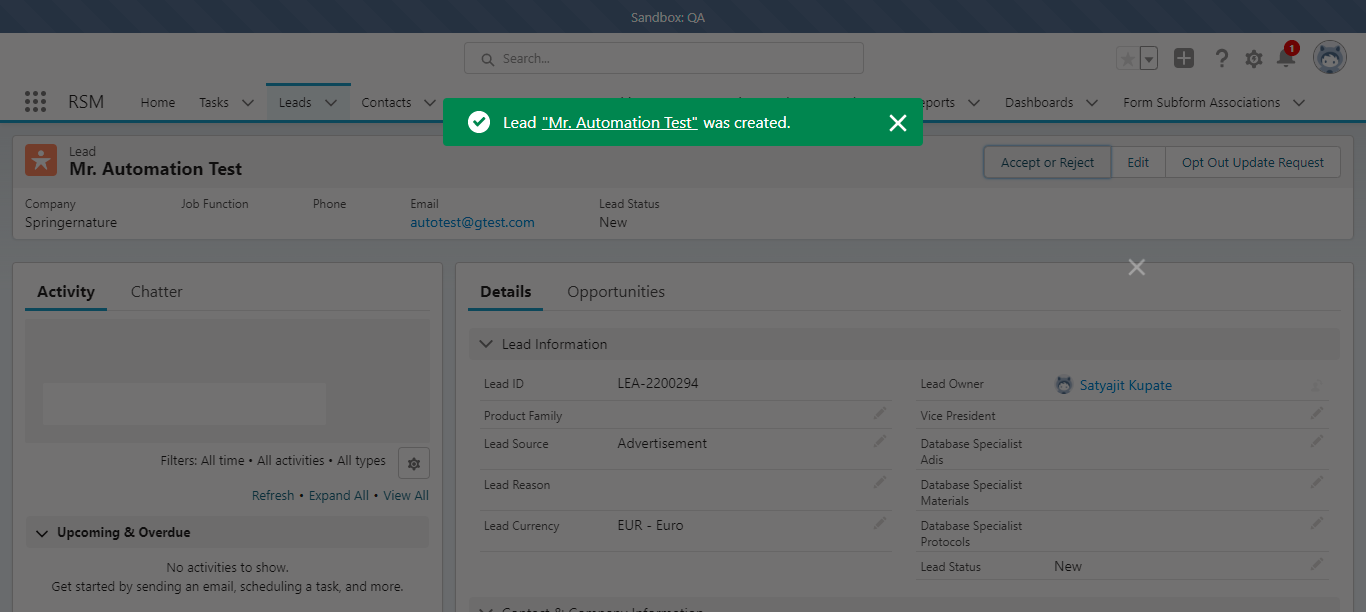 Sandbox: QA
Search...
1
RSM Home Tasks Leads Contacts Dashboards Form Subform Associations
Lead "Mr. Automation Test" was created.
Lead
Mr. Automation Test
Accept or Reject Edit Opt Out Update Request
Company Job Function Phone Email Lead Status
Springernature autotest@gtest.com New
Activity Chatter
Details Opportunities
Lead Information
Lead ID LEA-2200294 Lead Owner Satyajit Kupate
Product Family Vice President
Lead Source Advertisement Database Specialist
Adis
Lead Reason Database Specialist
Materials
Lead Currency EUR - Euro Database Specialist
Protocols
Lead Status New
Filters: All time • All activities • All types
Refresh • Expand All • View All
Upcoming & Overdue
No activities to show.
Get started by sending an email, scheduling a task, and more.
Contact & Company Information